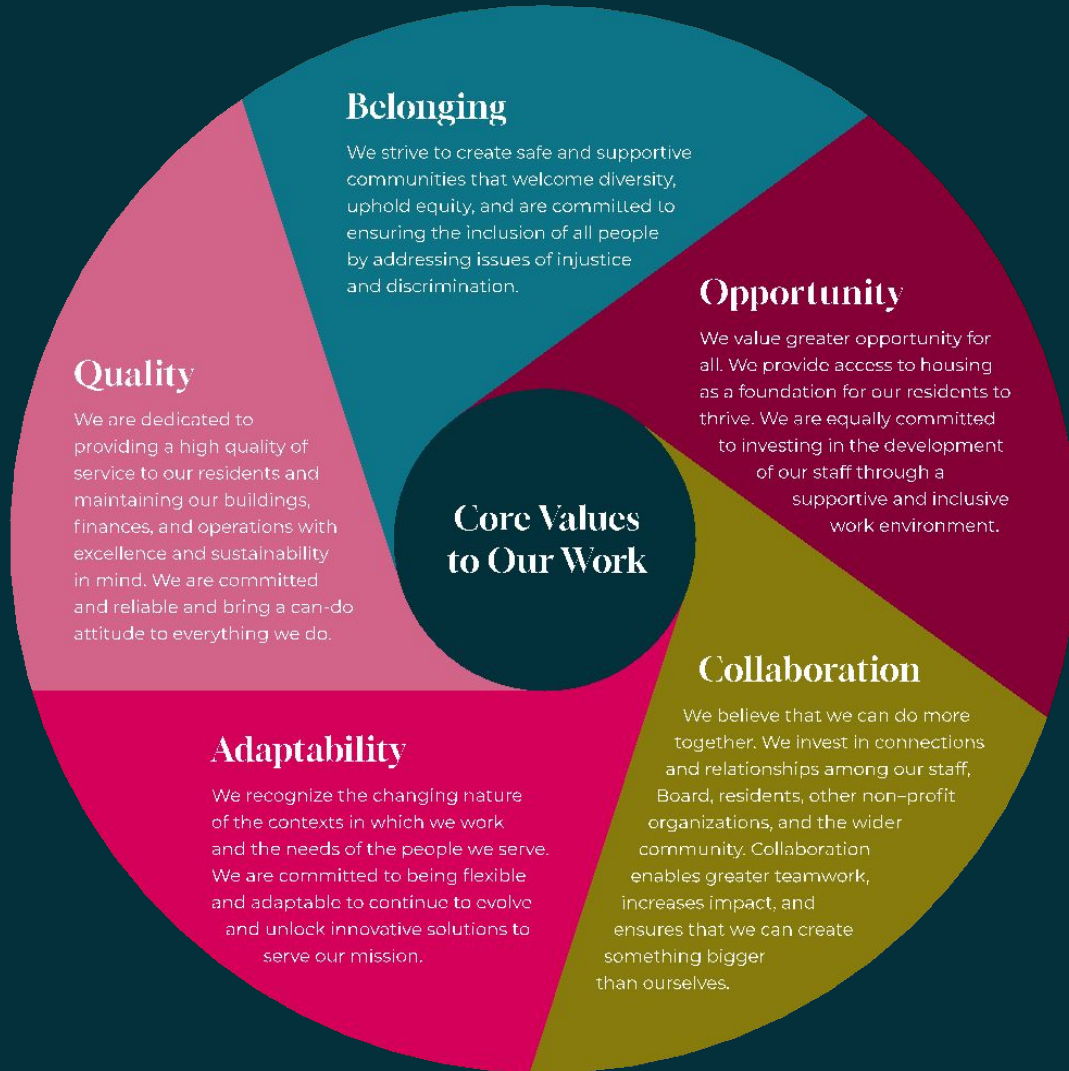 Belonging
We strive to create safe and supportive
communities that welcome diversity,
uphold equity, and are committed to
ensuring the inclusion of all people
by addressing issues of injustice
and discrimination.
Opportunity
We value greater opportunity for
all. We provide access to housing
as a foundation for our residents to
thrive. We are equally committed
to investing in the development
of our staff through a
supportive and inclusive
work environment.
Quality
We are dedicated to
providing a high quality of
service to our residents and
maintaining our buildings,
finances, and operations with
excellence and sustainability
in mind. We are committed
and reliable and bring a can-do
attitude to everything we do.
Core Values
to Our Work
Collaboration
We believe that we can do more
together. We invest in connections
and relationships among our staff,
Board, residents, other non–profit
organizations, and the wider
community. Collaboration
enables greater teamwork,
increases impact, and
ensures that we can create
something bigger
than ourselves.
Adaptability
We recognize the changing nature
of the contexts in which we work
and the needs of the people we serve.
We are committed to being flexible
and adaptable to continue to evolve
and unlock innovative solutions to
serve our mission.